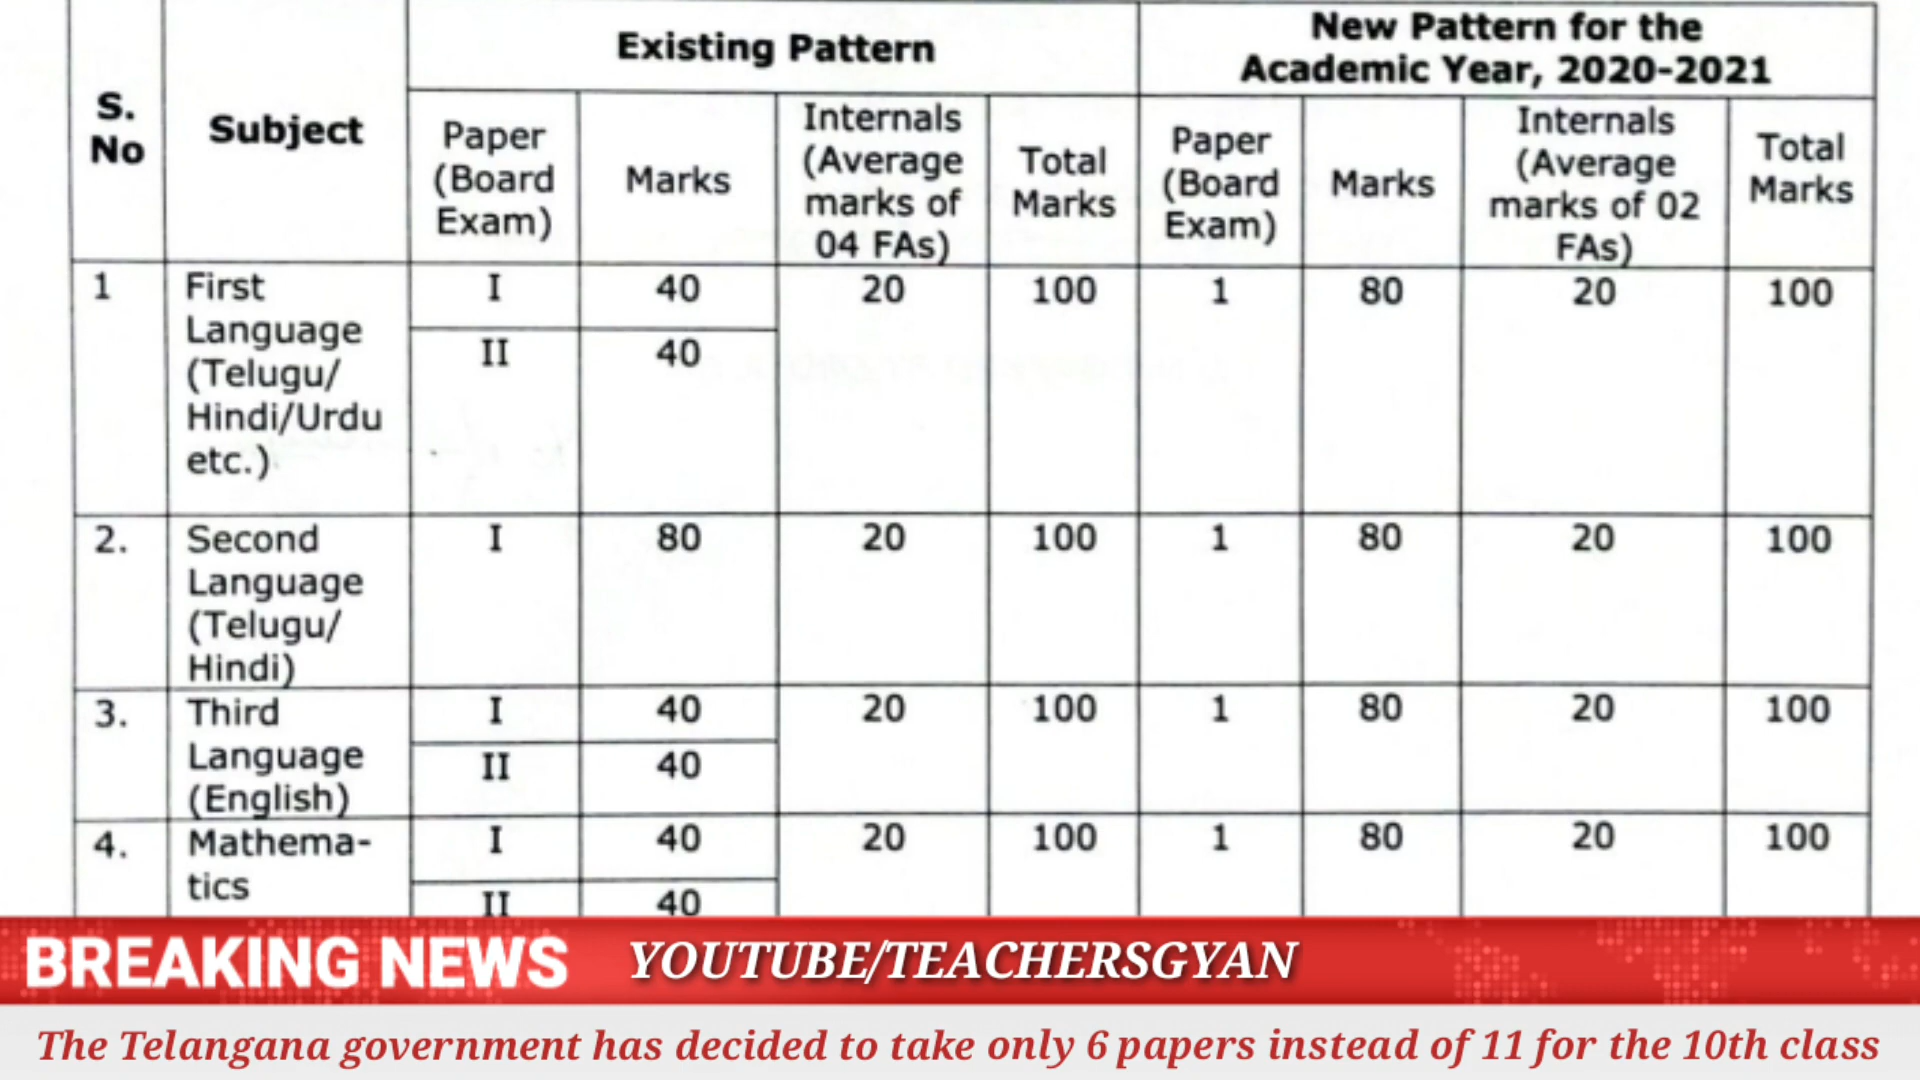 S. No Subject Existing Pattern New Pattern for the Academic Year, 2020-2021
Paper (Board Exam) Marks Internals (Average marks of 04 FAs) Total Marks Paper (Board Exam) Marks Internals (Average marks of 02 FAs) Total Marks
1 First Language (Telugu/ Hindi/Urdu etc.) I 40 20 100 1 80 20 100
II 40
2. Second Language (Telugu/ Hindi) I 80 20 100 1 80 20 100
3. Third Language (English) I 40 20 100 1 80 20 100
II 40
4. Mathema-tics I 40 20 100 1 80 20 100
II 40
BREAKING NEWS YOUTUBE/TEACHERSGYAN
The Telangana government has decided to take only 6 papers instead of 11 for the 10th class